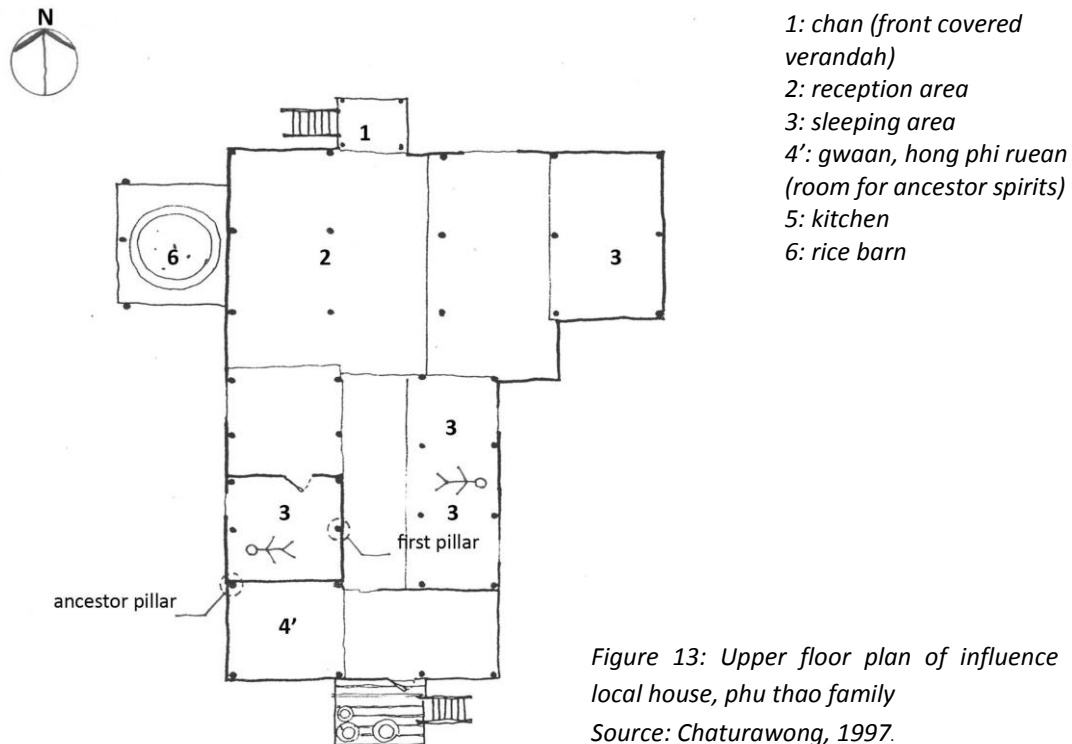 N
1: chan (front covered
verandah)
2: reception area
3: sleeping area
4’: gwaan, hong phi ruean
(room for ancestor spirits)
5: kitchen
6: rice barn
1
6
2
3
3
3
3
first pillar
ancestor pillar
4’
Figure 13: Upper floor plan of influence
local house, phu thao family
Source: Chaturawong, 1997.